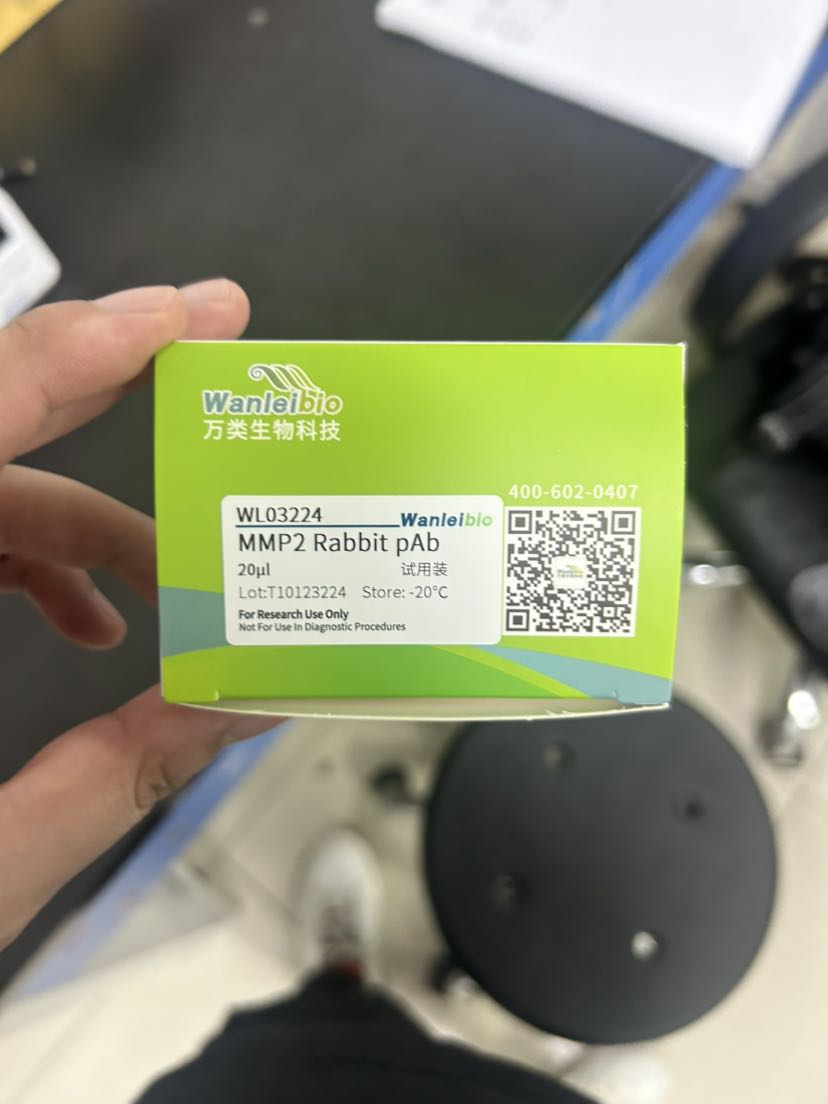 Wanleibio
万类生物科技
400-602-0407
WL03224
Wanleibio
MMP2 Rabbit pAb
20μl 试用装
Lot:T10123224 Store: -20°C
For Research Use Only
Not For Use In Diagnostic Procedures